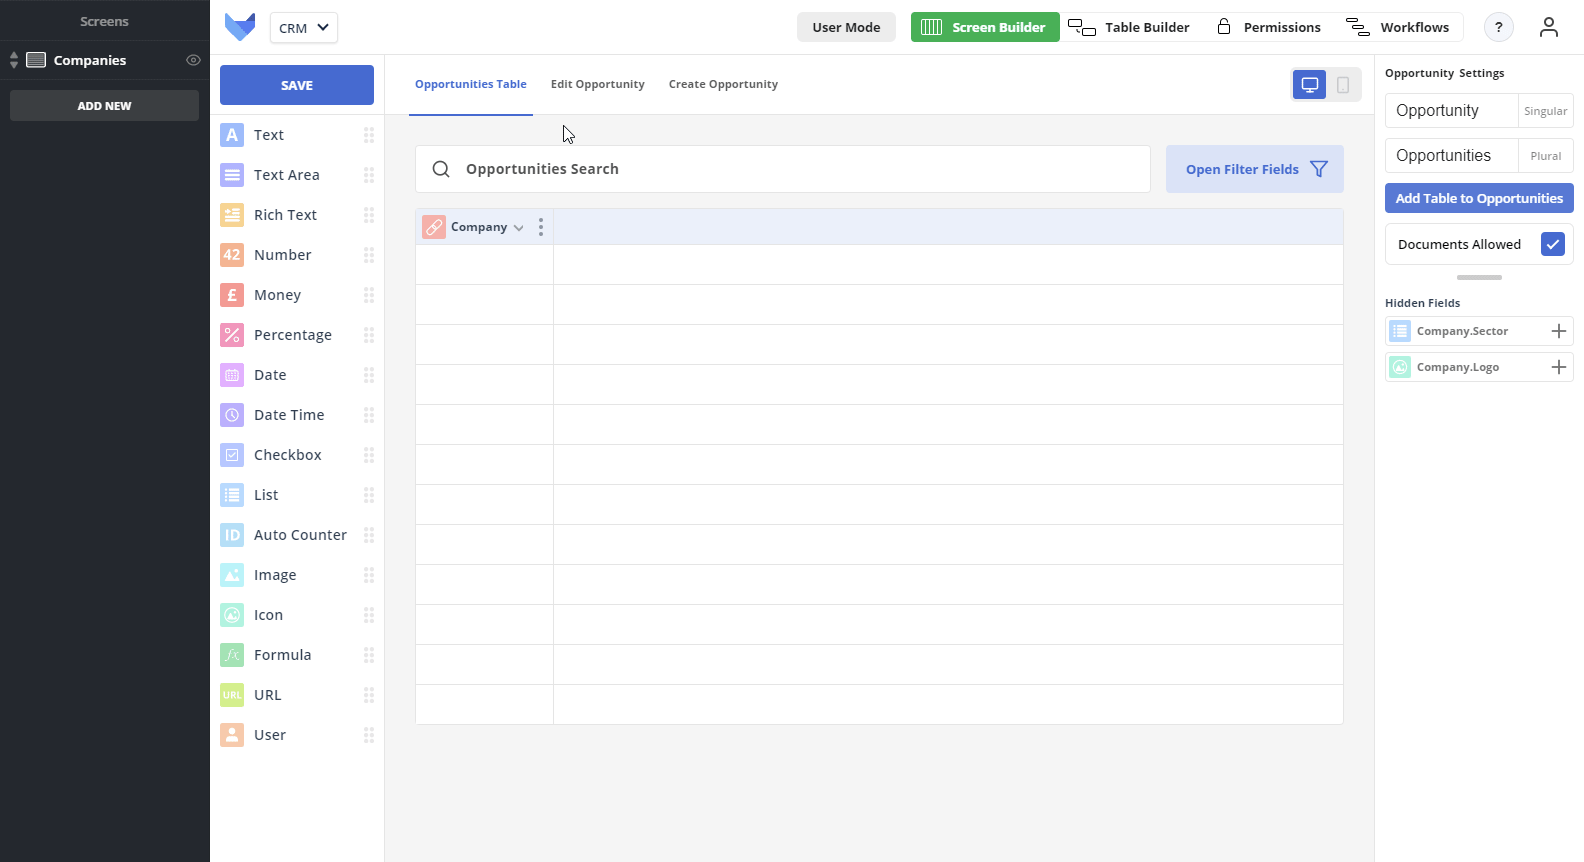 Screens
Companies
ADD NEW
CRM
User Mode
Screen Builder
Table Builder
Permissions
Workflows
?
SAVE
A Text
Text Area
Rich Text
42 Number
£ Money
Percentage
Date
Date Time
Checkbox
List
ID Auto Counter
Image
Icon
fx Formula
URL URL
User
Opportunities Table
Edit Opportunity
Create Opportunity
Opportunities Search
Open Filter Fields
Company
Opportunity Settings
Opportunity Singular
Opportunities Plural
Add Table to Opportunities
Documents Allowed
Hidden Fields
Company.Sector
Company.Logo